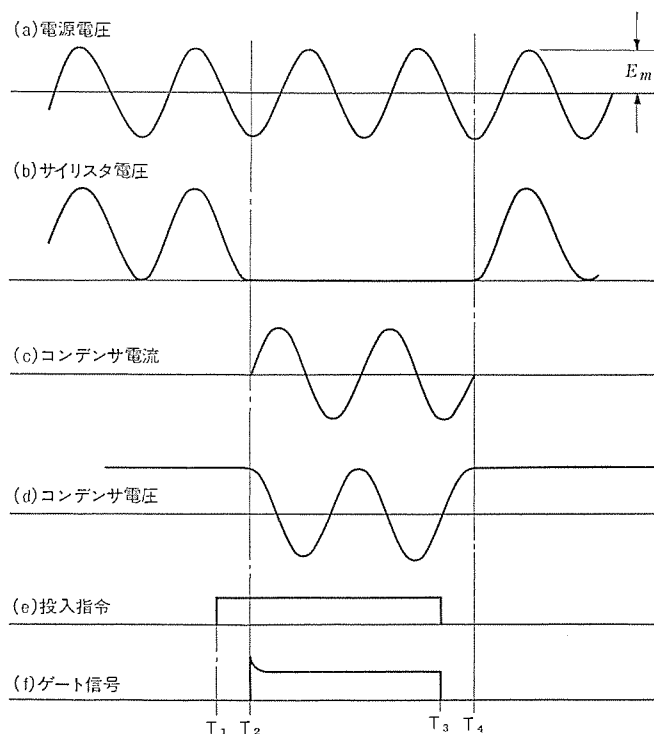 (a)電源電圧
Em
(b)サイリスタ電圧
(c)コンデンサ電流
(d)コンデンサ電圧
(e)投入指令
(f)ゲート信号
T1 T2 T3 T4